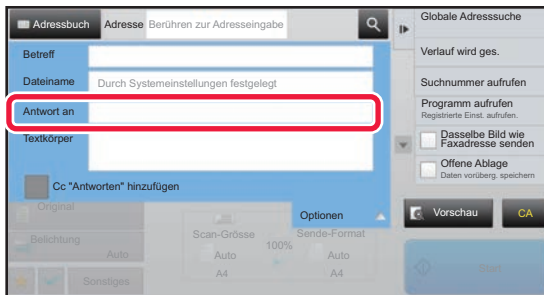 Adressbuch Adresse Berühren zur Adresseingabe
Betreff
Dateiname Durch Systemeinstellungen festgelegt
Antwort an
Textkörper
Cc "Antworten" hinzufügen
Optionen
Original
Belichtung
Auto
Scan-Grösse
Auto
A4
100%
Sende-Format
Auto
A4
Sonstiges
Globale Adresssuche
Verlauf wird ges.
Suchnummer aufrufen
Programm aufrufen
Registrierte Einst. aufrufen.
Dasselbe Bild wie
Faxadresse senden
Offene Ablage
Daten vorüberg. speichern
Vorschau CA
Start